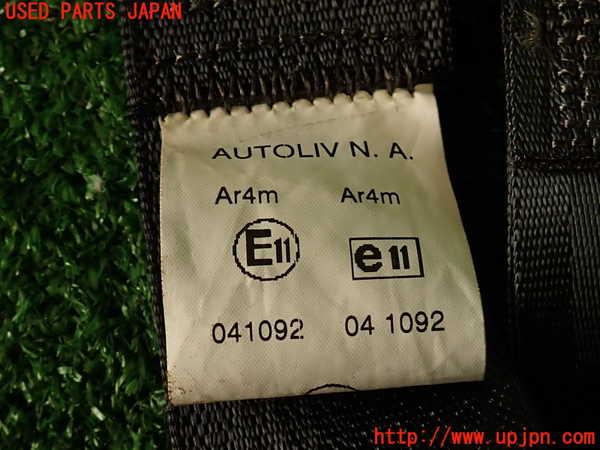 USED PARTS JAPAN
AUTOLIV N. A.
Ar4m Ar4m
E11 e11
041092 04 1092
http://www.upjpn.com